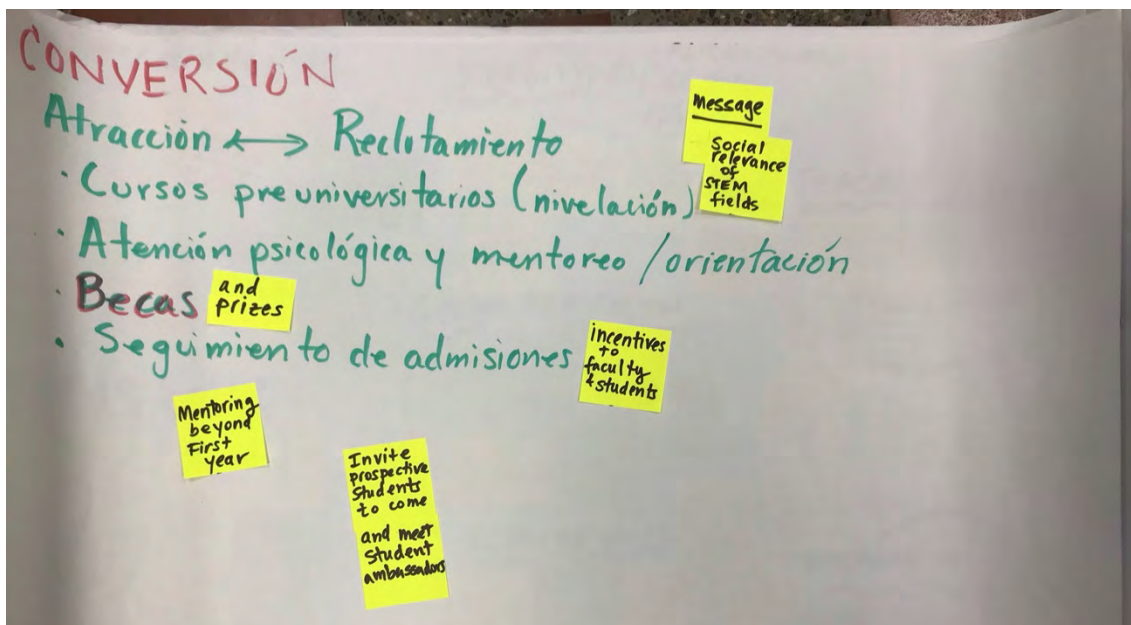 CONVERSIÓN
Atracción ↔ Reclutamiento
Message
Social
relevance
of
STEM
fields
· Cursos preuniversitarios (nivelación)
· Atención psicológica y mentoreo / orientación
· Becas
and
prizes
· Seguimiento de admisiones
incentives
to
faculty
& students
Mentoring
beyond
First
year
Invite
prospective
students
to come
and meet
student
ambassadors